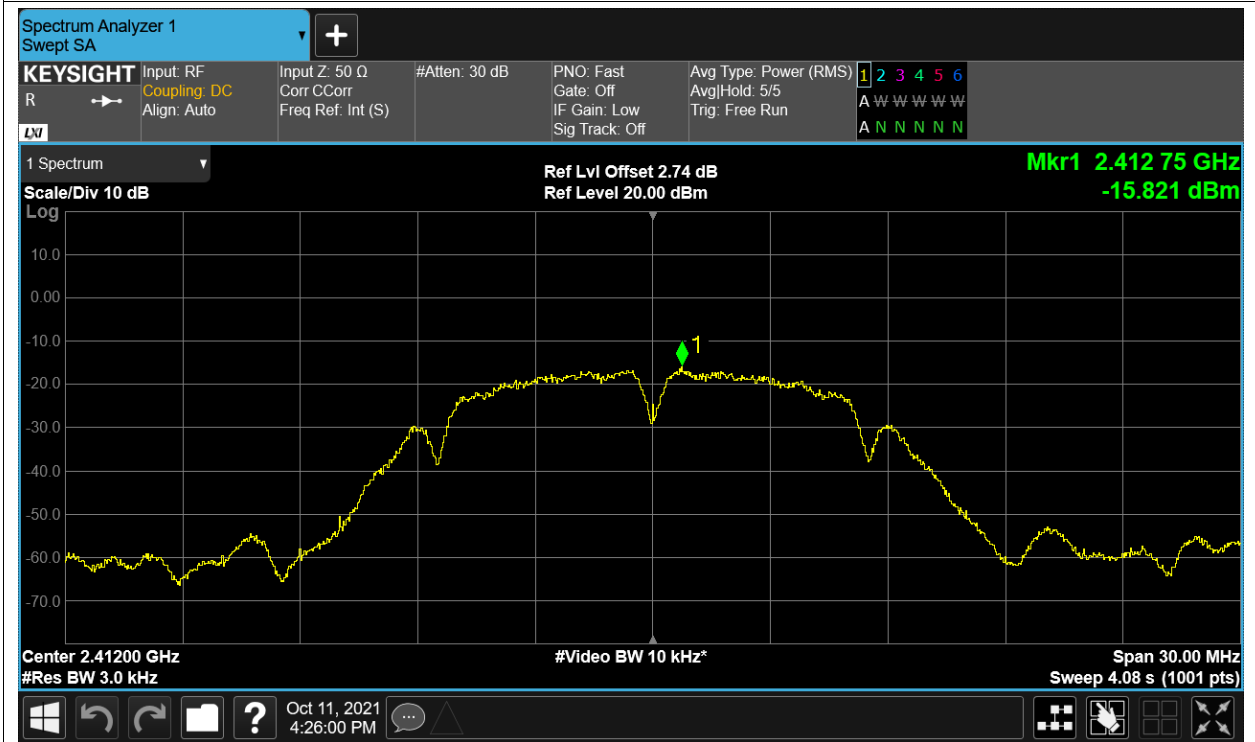 Spectrum Analyzer 1
Swept SA
+
KEYSIGHT
R
LXI
Input: RF
Coupling: DC
Align: Auto
Input Z: 50 Ω
Corr CCorr
Freq Ref: Int (S)
#Atten: 30 dB
PNO: Fast
Gate: Off
IF Gain: Low
Sig Track: Off
Avg Type: Power (RMS)
Avg|Hold: 5/5
Trig: Free Run
1 2 3 4 5 6
A W W W W W
A N N N N N
1 Spectrum
Scale/Div 10 dB
Log
Ref Lvl Offset 2.74 dB
Ref Level 20.00 dBm
Mkr1 2.412 75 GHz
-15.821 dBm
10.0
0.00
-10.0
-20.0
-30.0
-40.0
-50.0
-60.0
-70.0
1
Center 2.41200 GHz
#Res BW 3.0 kHz
#Video BW 10 kHz*
Span 30.00 MHz
Sweep 4.08 s (1001 pts)
?
Oct 11, 2021
4:26:00 PM